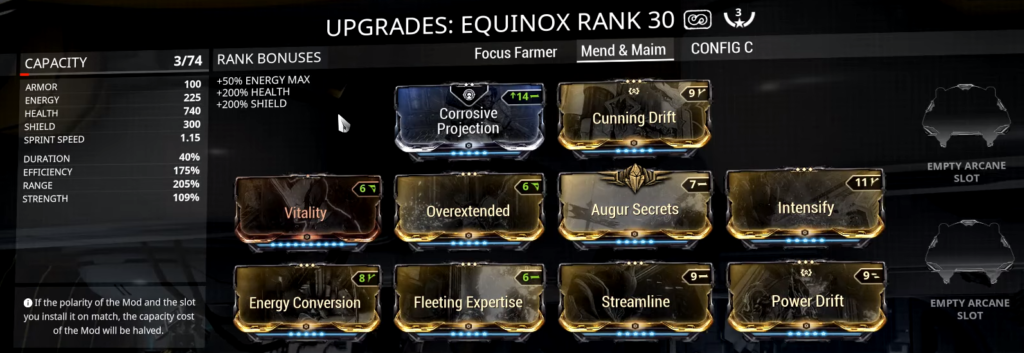 UPGRADES: EQUINOX RANK 30
3
Focus Farmer
Mend & Maim
CONFIG C
CAPACITY 3/74
ARMOR 100
ENERGY 225
HEALTH 740
SHIELD 300
SPRINT SPEED 1.15
DURATION 40%
EFFICIENCY 175%
RANGE 205%
STRENGTH 109%
If the polarity of the Mod and the slot
you install it on match, the capacity cost
of the Mod will be halved.
RANK BONUSES
+50% ENERGY MAX
+200% HEALTH
+200% SHIELD
14
Corrosive
Projection
9
Cunning Drift
6
Vitality
6
Overextended
7
Augur Secrets
11
Intensify
8
Energy Conversion
6
Fleeting Expertise
9
Streamline
9
Power Drift
EMPTY ARCANE
SLOT
EMPTY ARCANE
SLOT